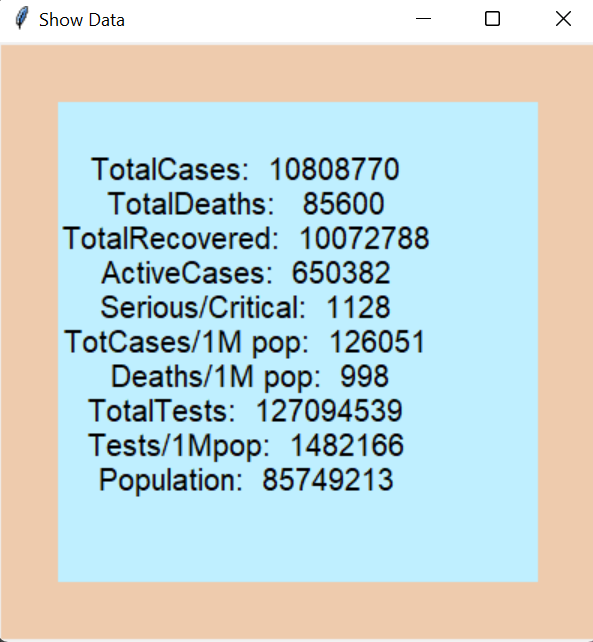 Show Data
TotalCases: 10808770
TotalDeaths: 85600
TotalRecovered: 10072788
ActiveCases: 650382
Serious/Critical: 1128
TotCases/1M pop: 126051
Deaths/1M pop: 998
TotalTests: 127094539
Tests/1Mpop: 1482166
Population: 85749213